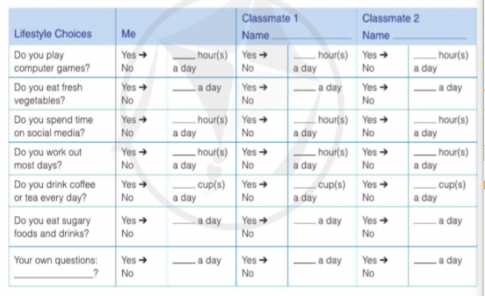 Lifestyle Choices Me Classmate 1 Name ______ Classmate 2 Name ______
Do you play computer games? Yes → No ____ hour(s) a day Yes → No ____ hour(s) a day Yes → No ____ hour(s) a day
Do you eat fresh vegetables? Yes → No ____ a day Yes → No ____ a day Yes → No ____ a day
Do you spend time on social media? Yes → No ____ hour(s) a day Yes → No ____ hour(s) a day Yes → No ____ hour(s) a day
Do you work out most days? Yes → No ____ hour(s) a day Yes → No ____ hour(s) a day Yes → No ____ hour(s) a day
Do you drink coffee or tea every day? Yes → No ____ cup(s) a day Yes → No ____ cup(s) a day Yes → No ____ cup(s) a day
Do you eat sugary foods and drinks? Yes → No ____ a day Yes → No ____ a day Yes → No ____ a day
Your own questions: ______? Yes → No ____ a day Yes → No ____ a day Yes → No ____ a day